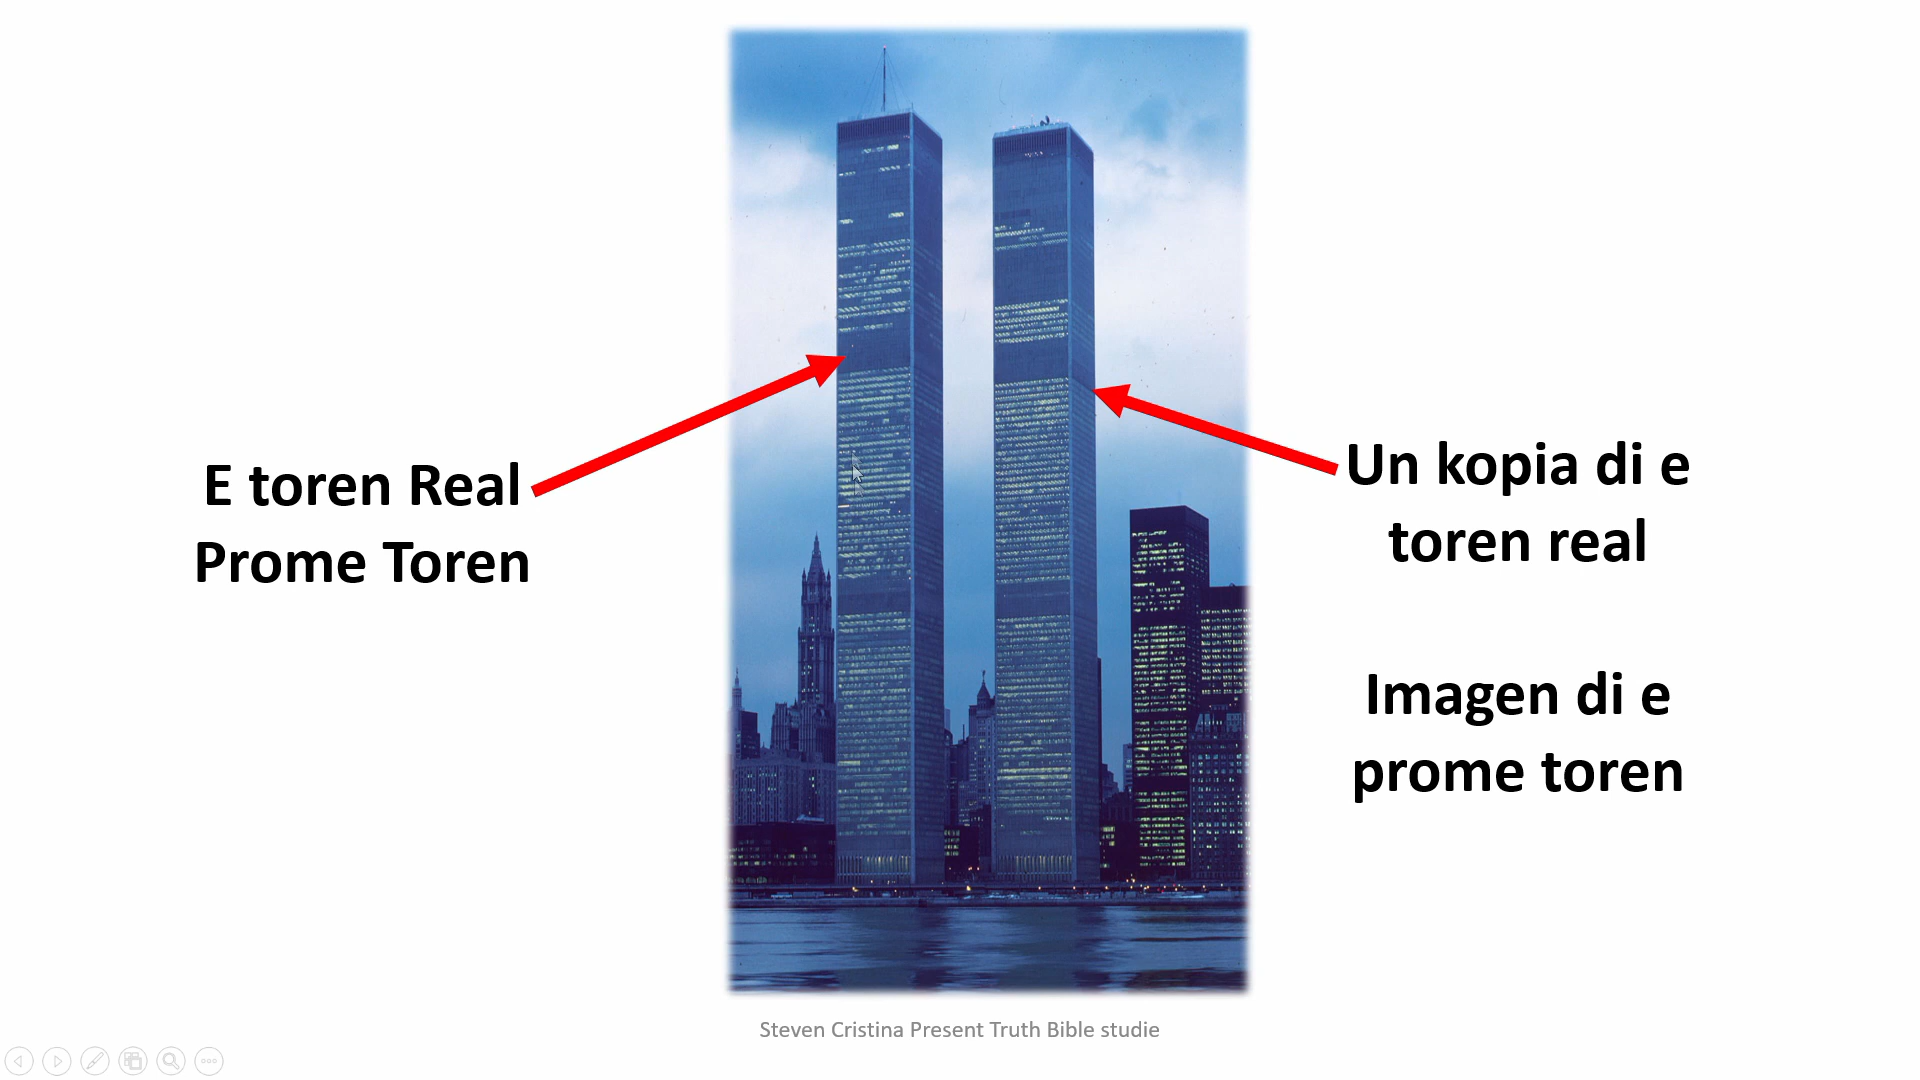 E toren Real
Prome Toren
Un kopia di e
toren real
Imagen di e
prome toren
Steven Cristina Present Truth Bible studie